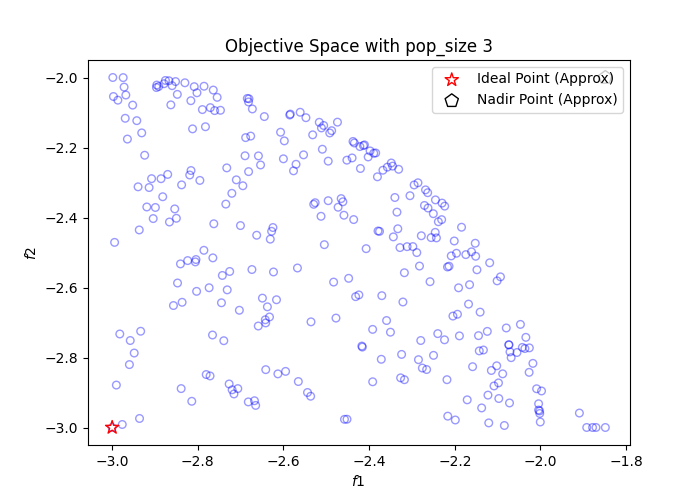 Objective Space with pop_size 3
Ideal Point (Approx)
Nadir Point (Approx)
−2.0
−2.2
−2.4
−2.6
−2.8
−3.0
f2
−3.0 −2.8 −2.6 −2.4 −2.2 −2.0 −1.8
f1